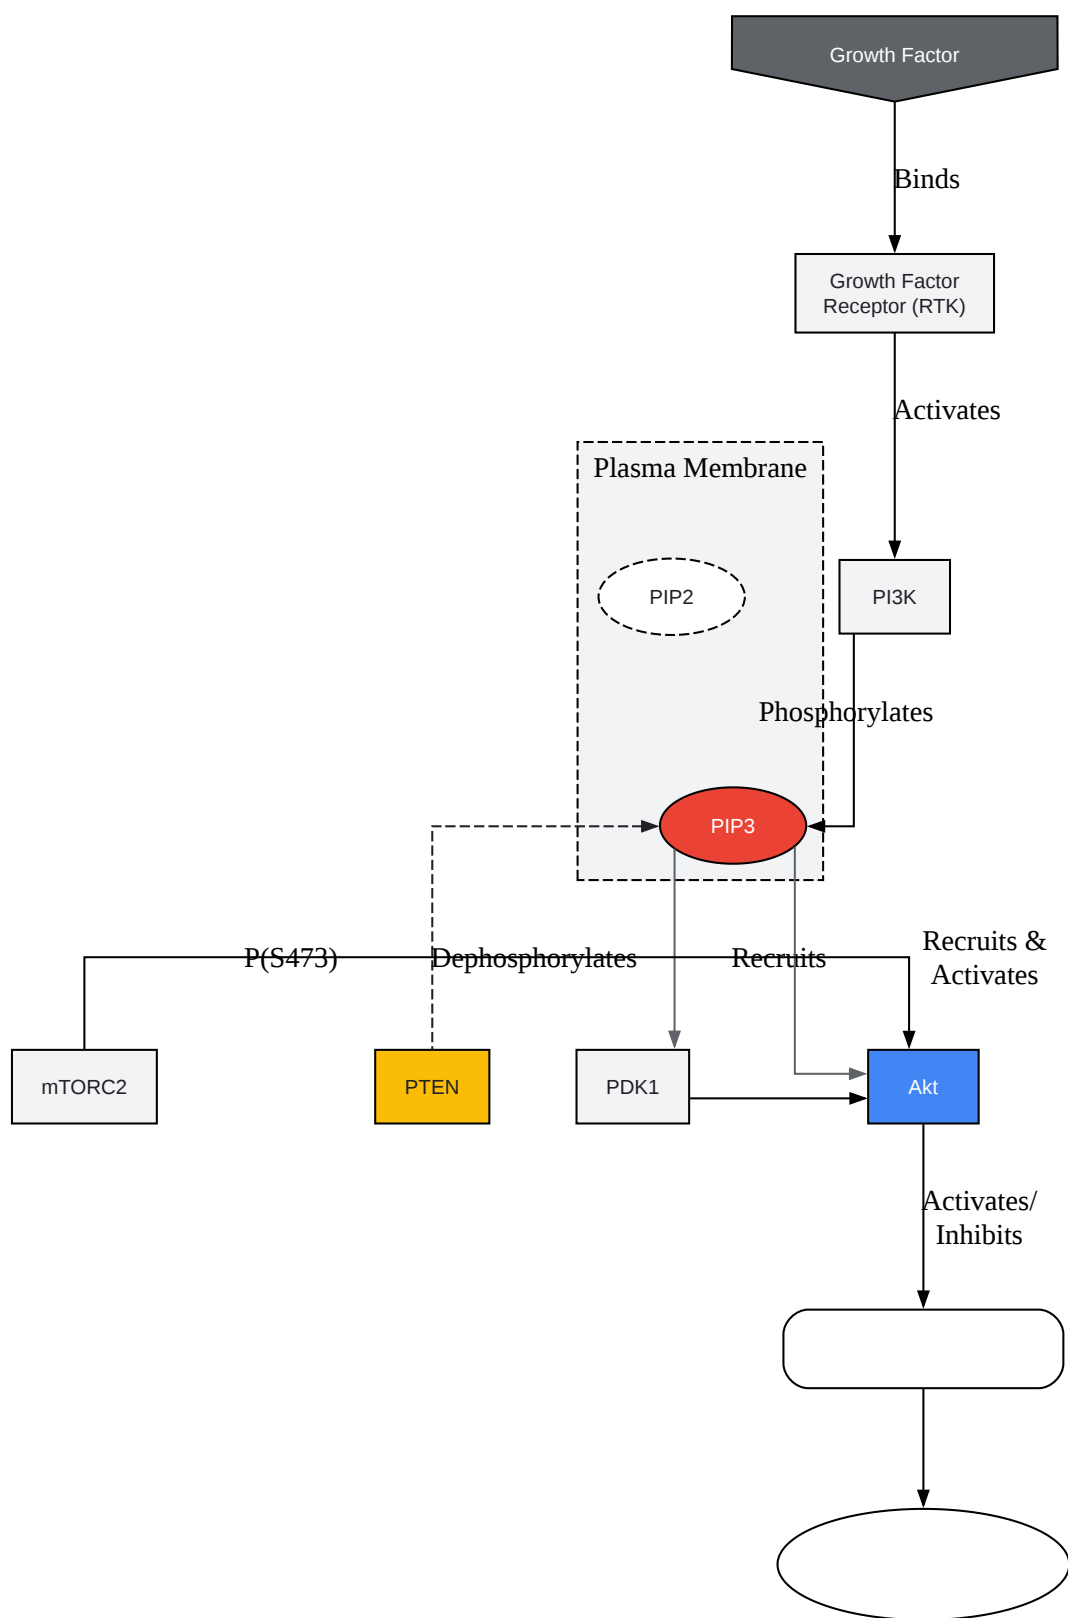 Growth Factor
Binds
Growth Factor
Receptor (RTK)
Activates
Plasma Membrane
PIP2
PI3K
Phosphorylates
PIP3
P(S473)
Dephosphorylates
Recruits
Recruits &
Activates
mTORC2
PTEN
PDK1
Akt
Activates/
Inhibits